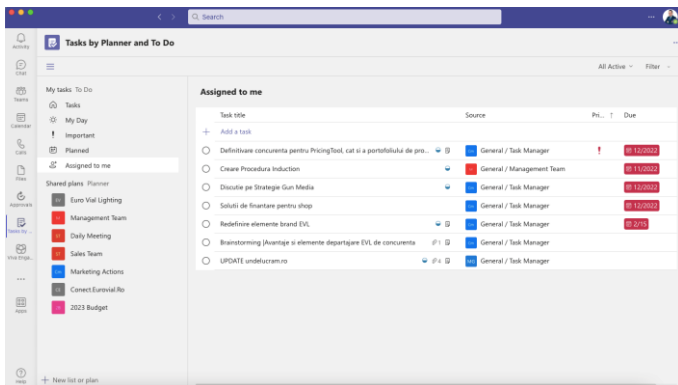 Search
Activity
Tasks by Planner and To Do
Chat
All Active
Filter
Teams
My tasks To Do
Assigned to me
Tasks
Task title
Source
Pri...
Due
Calendar
My Day
Add a task
Important
Calls
Planned
Definitivare concurenta pentru PricingTool, cat si a portofoliului de pro...
General / Task Manager
12/2022
Assigned to me
Creare Procedura Induction
General / Management Team
11/2022
Files
Shared plans Planner
Discutie pe Strategie Gun Media
General / Task Manager
12/2022
Approvals
Euro Vial Lighting
Solutii de finantare pentru shop
General / Task Manager
12/2022
Management Team
Redefinire elemente brand EVL
General / Task Manager
2/15
Tasks by ...
Daily Meeting
Brainstorming |Avantaje si elemente departajare EVL de concurenta
1
General / Task Manager
Viva Enga...
Sales Team
UPDATE undelucram.ro
4
General / Task Manager
Marketing Actions
Conect.Eurovial.Ro
Apps
2023 Budget
Help
New list or plan